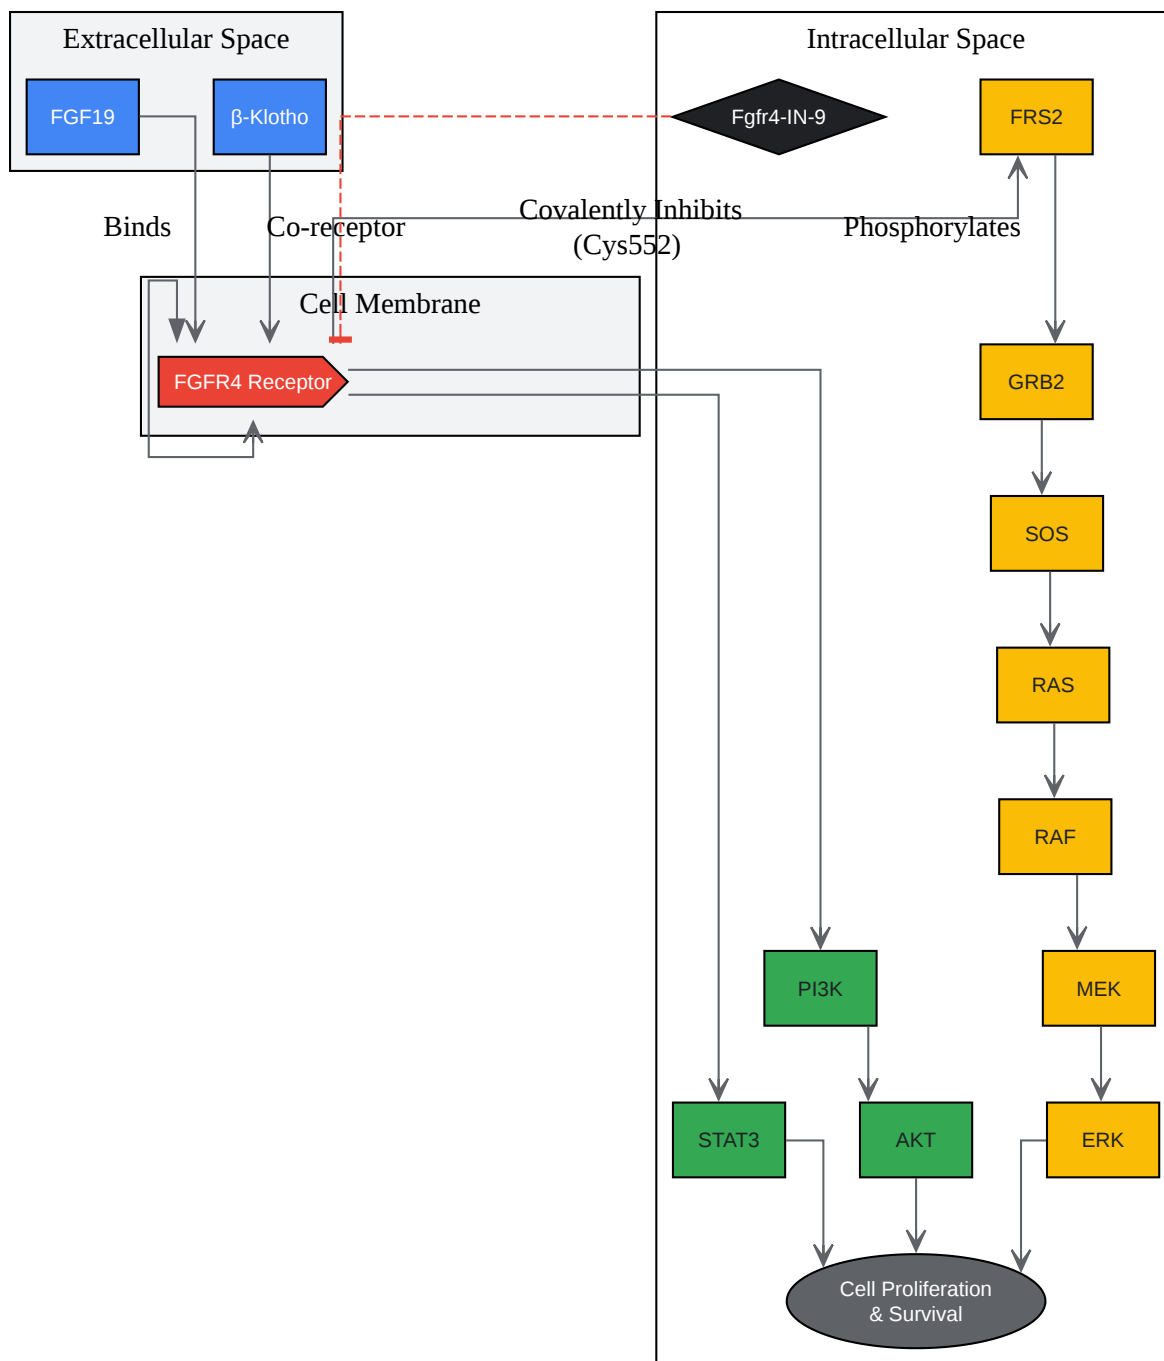 Extracellular Space
Intracellular Space
FGF19
β-Klotho
Fgfr4-IN-9
FRS2
Binds
Co-receptor
Covalently Inhibits
(Cys552)
Phosphorylates
Cell Membrane
FGFR4 Receptor
GRB2
SOS
RAS
RAF
PI3K
MEK
STAT3
AKT
ERK
Cell Proliferation
& Survival